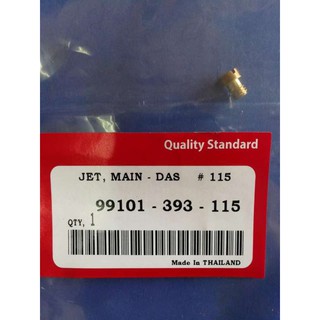 Quality Standard
JET, MAIN - DAS # 115
99101 - 393 - 115
QTY, 1
Made In THAILAND